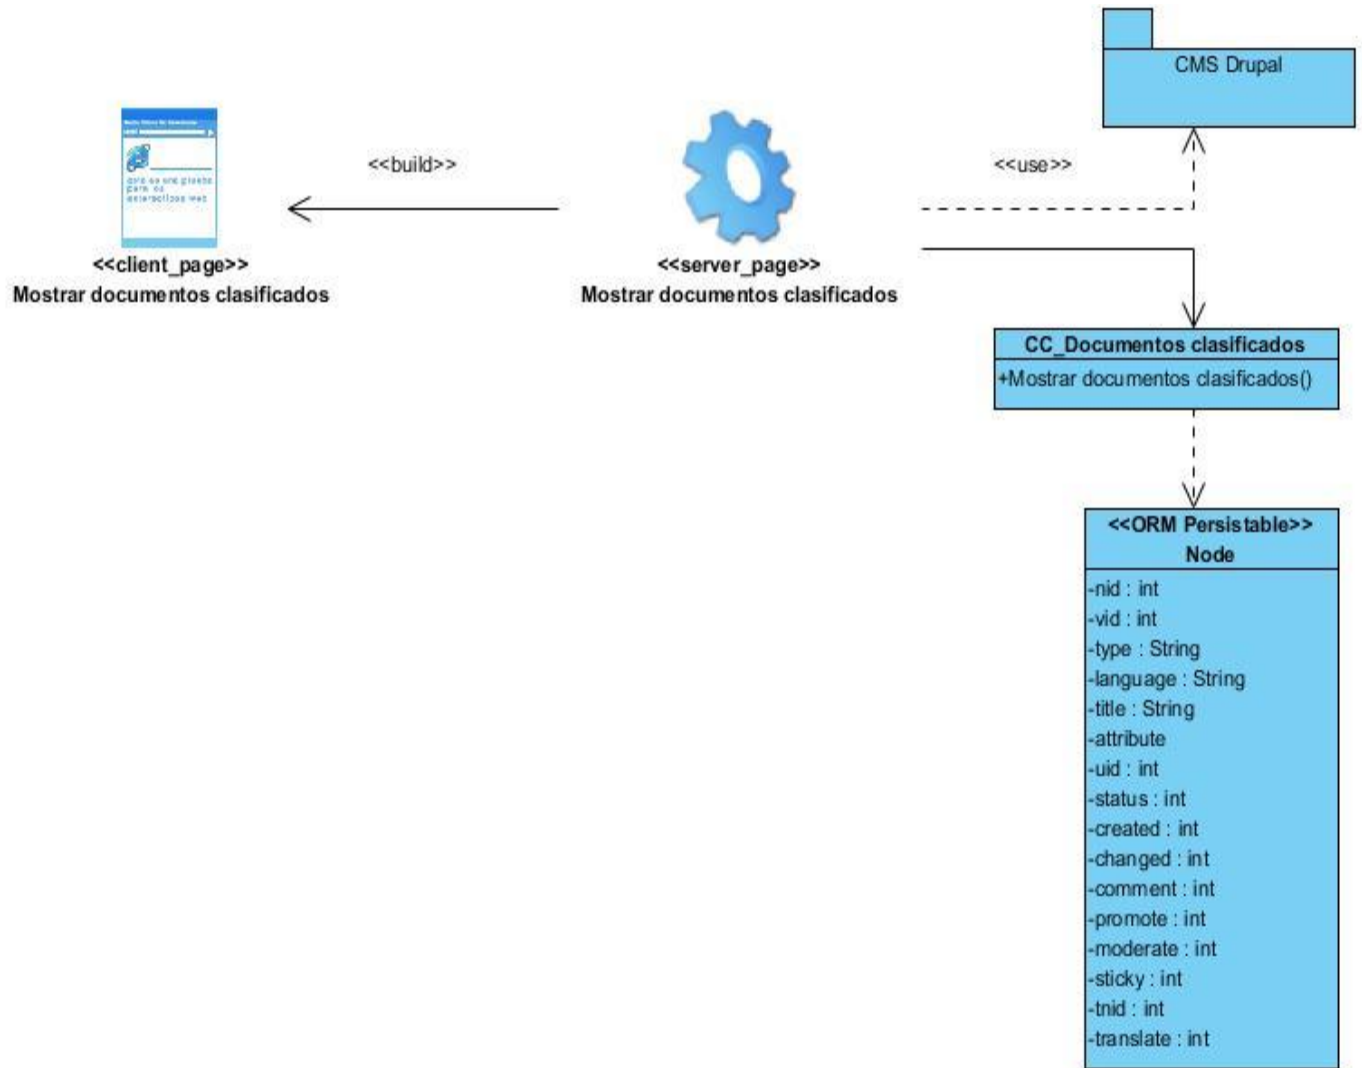 CMS Drupal
<<build>>
<<use>>
<<client_page>>
Mostrar documentos clasificados
<<server_page>>
Mostrar documentos clasificados
CC_Documentos clasificados
+Mostrar documentos clasificados()
<<ORM Persistable>>
Node
-nid : int
-vid : int
-type : String
-language : String
-title : String
-attribute
-uid : int
-status : int
-created : int
-changed : int
-comment : int
-promote : int
-moderate : int
-sticky : int
-tnid : int
-translate : int